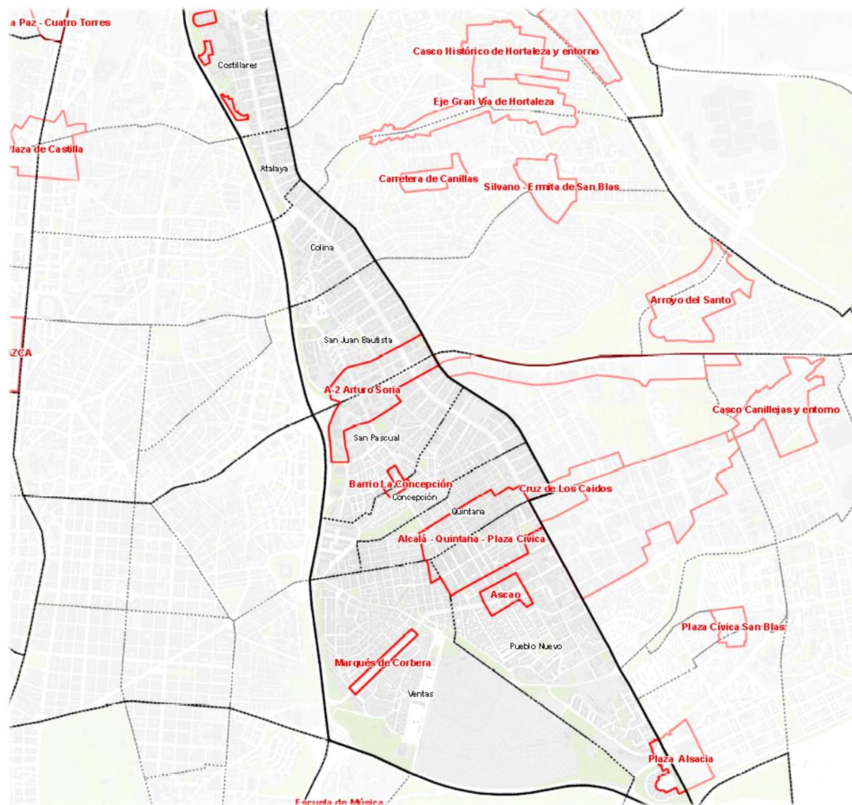 a Paz - Cuatro Torres
Costillares
Casco Histórico de Hortaleza y entorno
Eje Gran Vía de Hortaleza
Plaza de Castilla
Atalaya
Carretera de Canillas
Silvano - Ermita de San Blas
Colina
Arroyo del Santo
San Juan Bautista
AZCA
A-2 Arturo Soria
Casco Canillejas y entorno
San Pascual
Barrio La Concepción
Cruz de Los Caidos
Concepción
Quintana
Alcalá - Quintana - Plaza Cívica
Ascao
Plaza Cívica San Blas
Pueblo Nuevo
Marqués de Corbera
Ventas
Plaza Alsacia
Escuela de Música